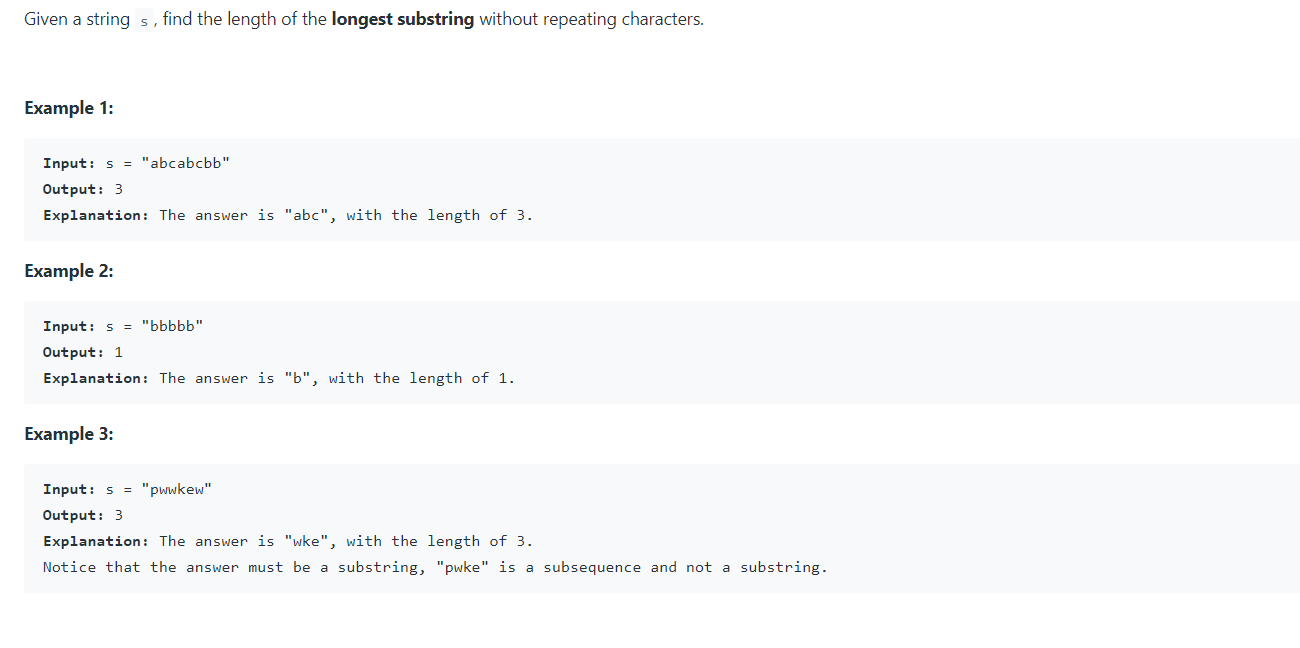 Given a string s, find the length of the longest substring without repeating characters.
Example 1:
Input: s = "abcabcbb"
Output: 3
Explanation: The answer is "abc", with the length of 3.
Example 2:
Input: s = "bbbbb"
Output: 1
Explanation: The answer is "b", with the length of 1.
Example 3:
Input: s = "pwwkew"
Output: 3
Explanation: The answer is "wke", with the length of 3.
Notice that the answer must be a substring, "pwke" is a subsequence and not a substring.